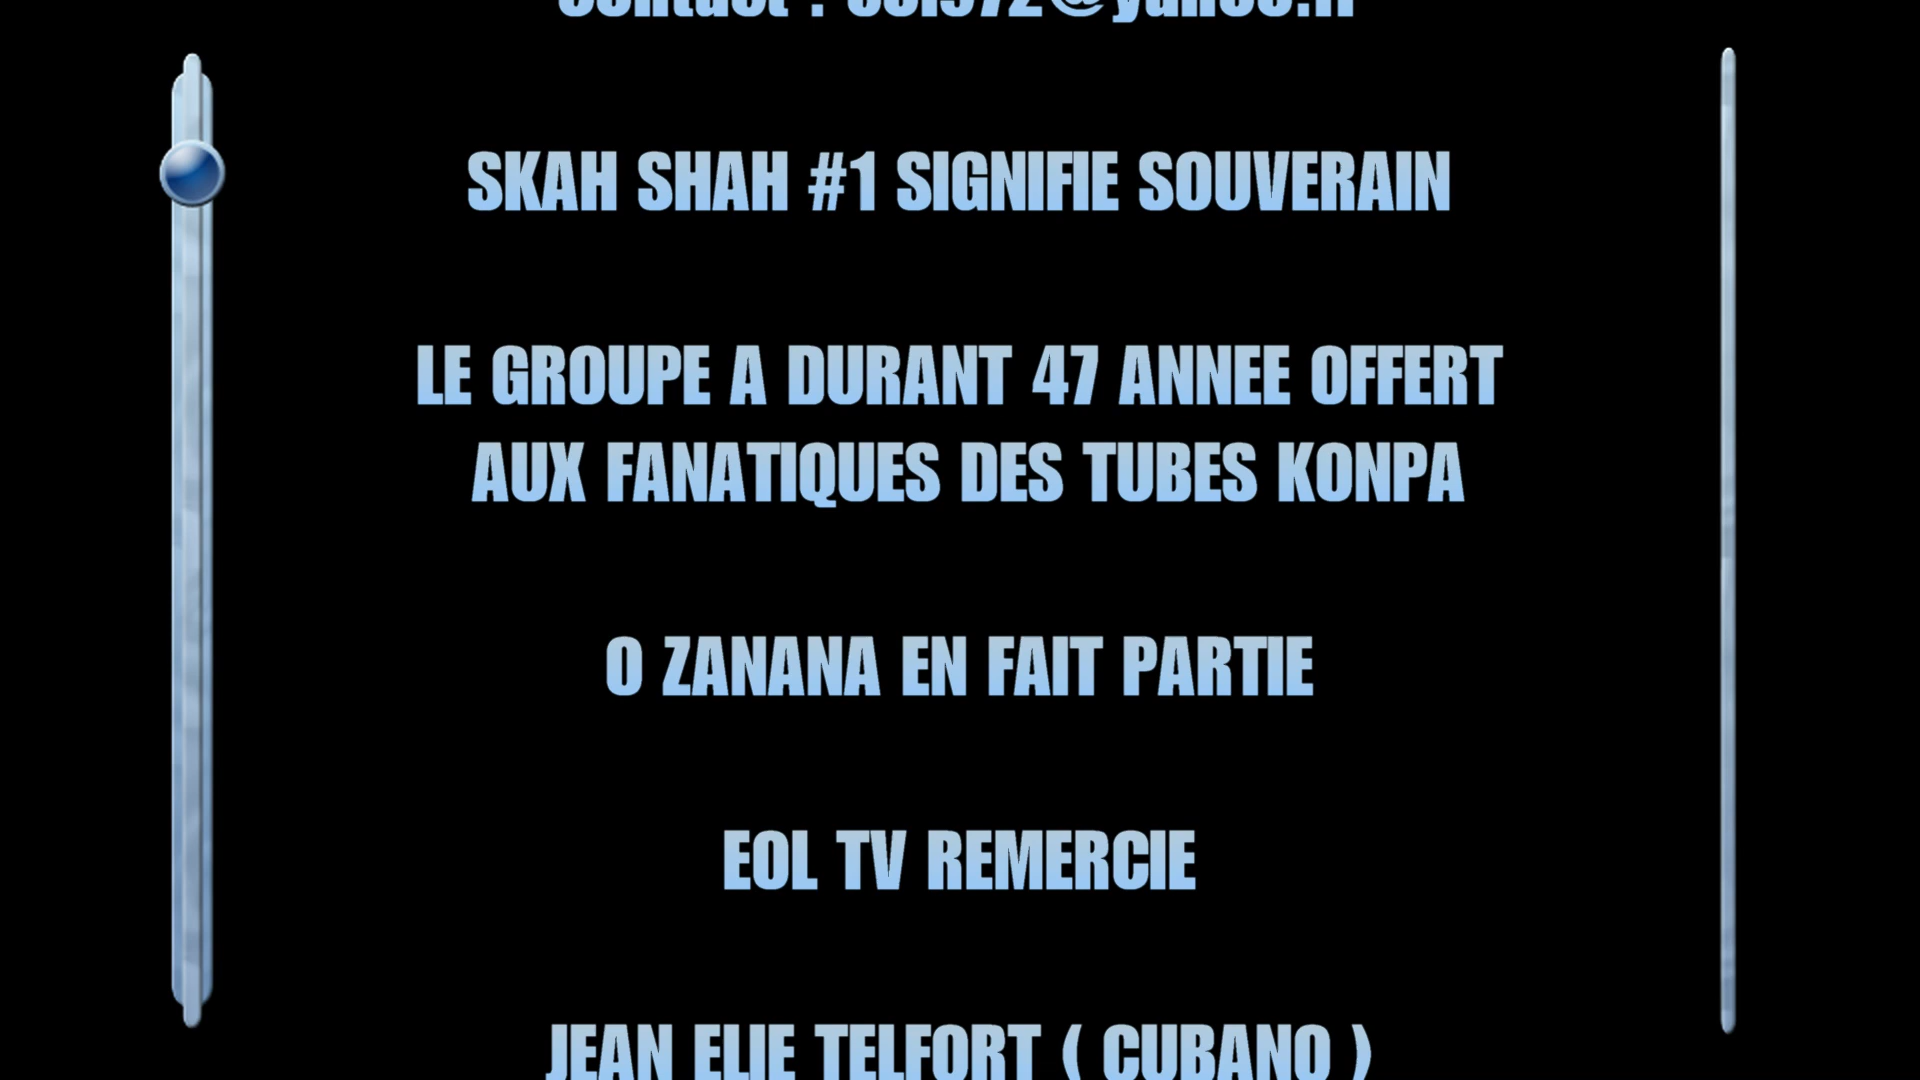 SKAH SHAH #1 SIGNIFIE SOUVERAIN
LE GROUPE A DURANT 47 ANNEE OFFERT
AUX FANATIQUES DES TUBES KONPA
O ZANANA EN FAIT PARTIE
EOL TV REMERCIE
JEAN ELIE TELFORT ( CUBANO )